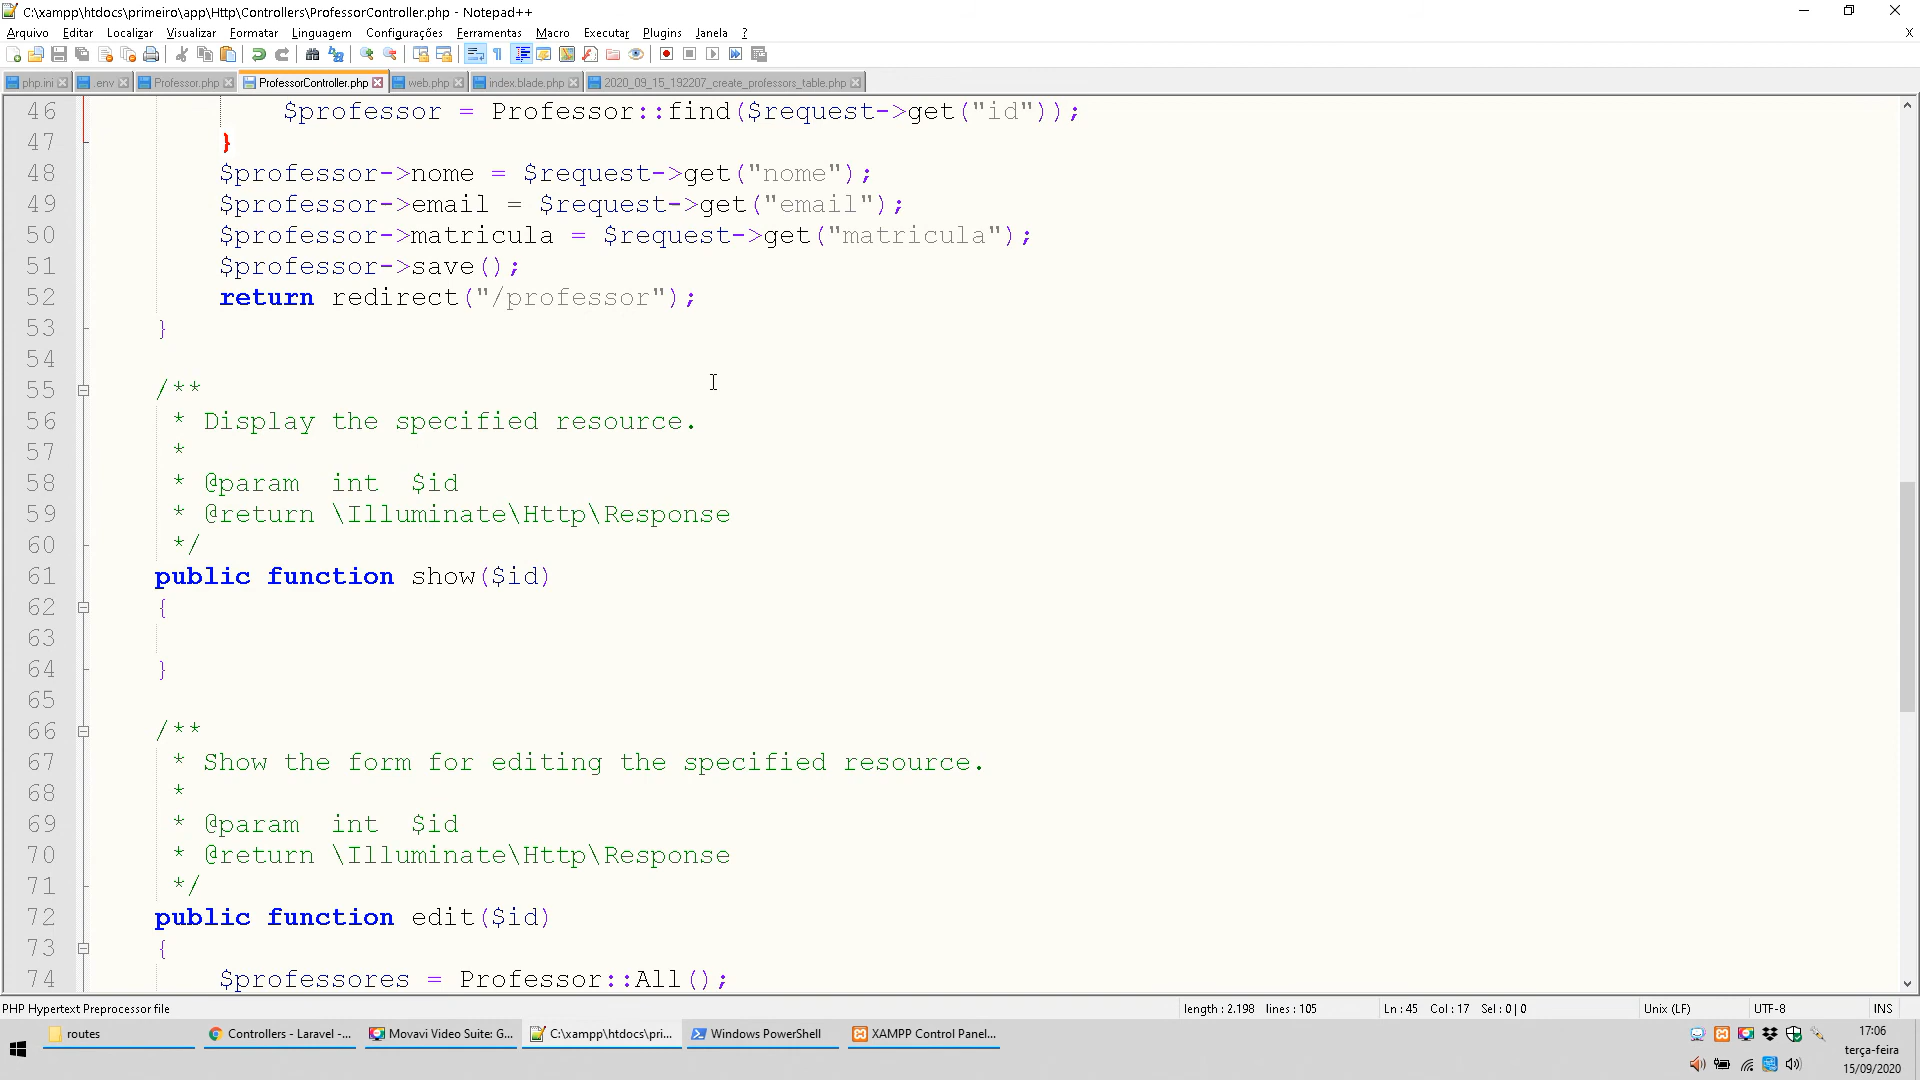 C:\xampp\htdocs\primeiro\app\Http\Controllers\ProfessorController.php - Notepad++
Arquivo Editar Localizar Visualizar Formatar Linguagem Configurações Ferramentas Macro Executar Plugins Janela ? X
php.ini .env Professor.php ProfessorController.php web.php index.blade.php 2020_09_15_192207_create_professors_table.php
46 $professor = Professor::find($request->get("id"));
47 }
48 $professor->nome = $request->get("nome");
49 $professor->email = $request->get("email");
50 $professor->matricula = $request->get("matricula");
51 $professor->save();
52 return redirect("/professor");
53 }
54
55 /**
56 * Display the specified resource.
57 *
58 * @param int $id
59 * @return \Illuminate\Http\Response
60 */
61 public function show($id)
62 {
63
64 }
65
66 /**
67 * Show the form for editing the specified resource.
68 *
69 * @param int $id
70 * @return \Illuminate\Http\Response
71 */
72 public function edit($id)
73 {
74 $professores = Professor::All();
PHP Hypertext Preprocessor file length : 2.198 lines : 105 Ln : 45 Col : 17 Sel : 0 | 0 Unix (LF) UTF-8 INS
routes Controllers - Laravel -... Movavi Video Suite: G... C:\xampp\htdocs\pri... Windows PowerShell XAMPP Control Panel...
17:06
terça-feira
15/09/2020